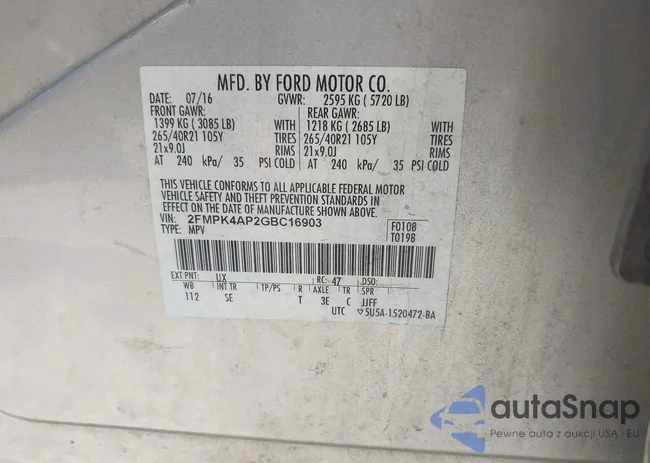 MFD. BY FORD MOTOR CO.
DATE: 07/16 GVWR: 2595 KG ( 5720 LB)
FRONT GAWR: REAR GAWR:
1399 KG ( 3085 LB) WITH 1218 KG ( 2685 LB) WITH
265/40R21 105Y TIRES 265/40R21 105Y TIRES
21x9.0J RIMS 21x9.0J RIMS
AT 240 kPa/ 35 PSI COLD AT 240 kPa/ 35 PSI COLD
THIS VEHICLE CONFORMS TO ALL APPLICABLE FEDERAL MOTOR
VEHICLE SAFETY AND THEFT PREVENTION STANDARDS IN
EFFECT ON THE DATE OF MANUFACTURE SHOWN ABOVE.
VIN: 2FMPK4AP2GBC16903 F0108
TYPE: MPV T0198
EXT PNT: UX RC: 47 DSO:
WB INT TR TP/PS R AXLE TR SPR
112 SE T 3E C JJFF
UTC ▽5U5A-1520472-BA
autaSnap
Pewne auto z aukcji USA i EU